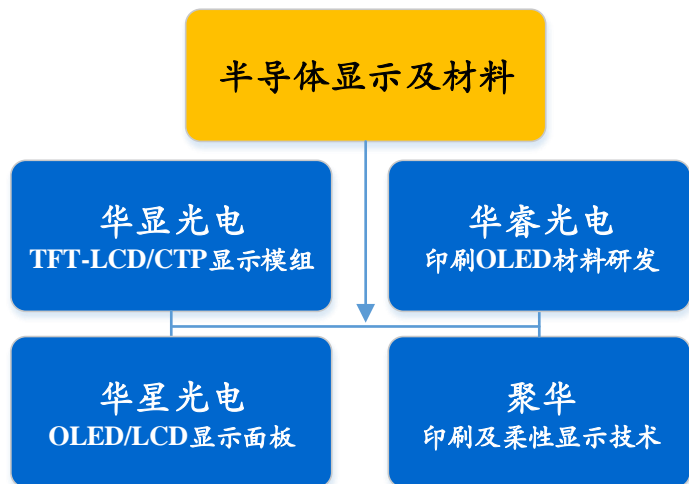 半导体显示及材料
华显光电
TFT-LCD/CTP显示模组
华睿光电
印刷OLED材料研发
华星光电
OLED/LCD显示面板
聚华
印刷及柔性显示技术